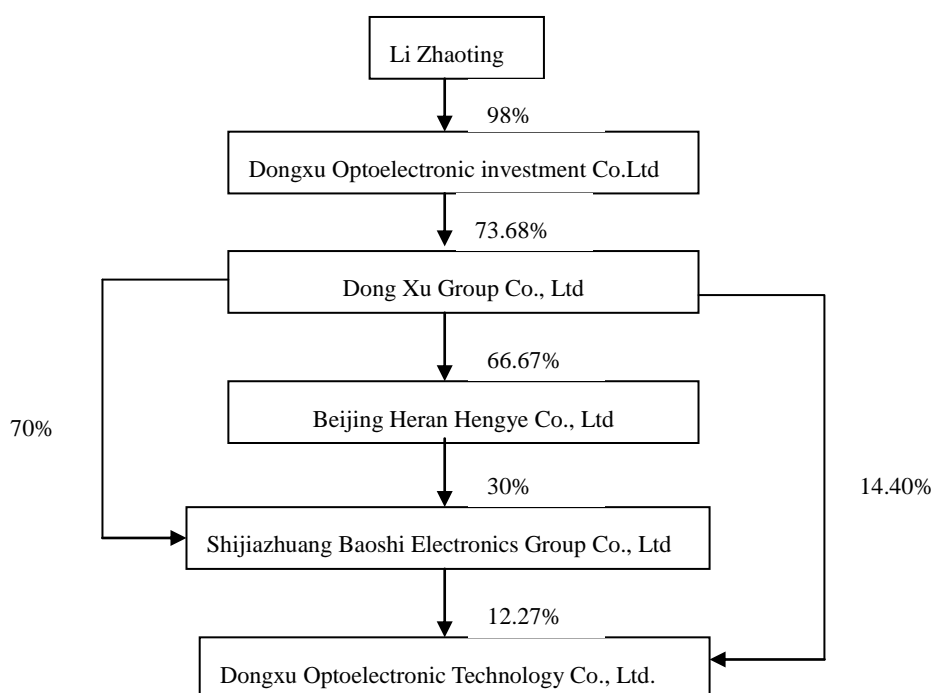 Li Zhaoting
98%
Dongxu Optoelectronic investment Co.Ltd
73.68%
Dong Xu Group Co., Ltd
66.67%
Beijing Heran Hengye Co., Ltd
70%
30%
14.40%
Shijiazhuang Baoshi Electronics Group Co., Ltd
12.27%
Dongxu Optoelectronic Technology Co., Ltd.